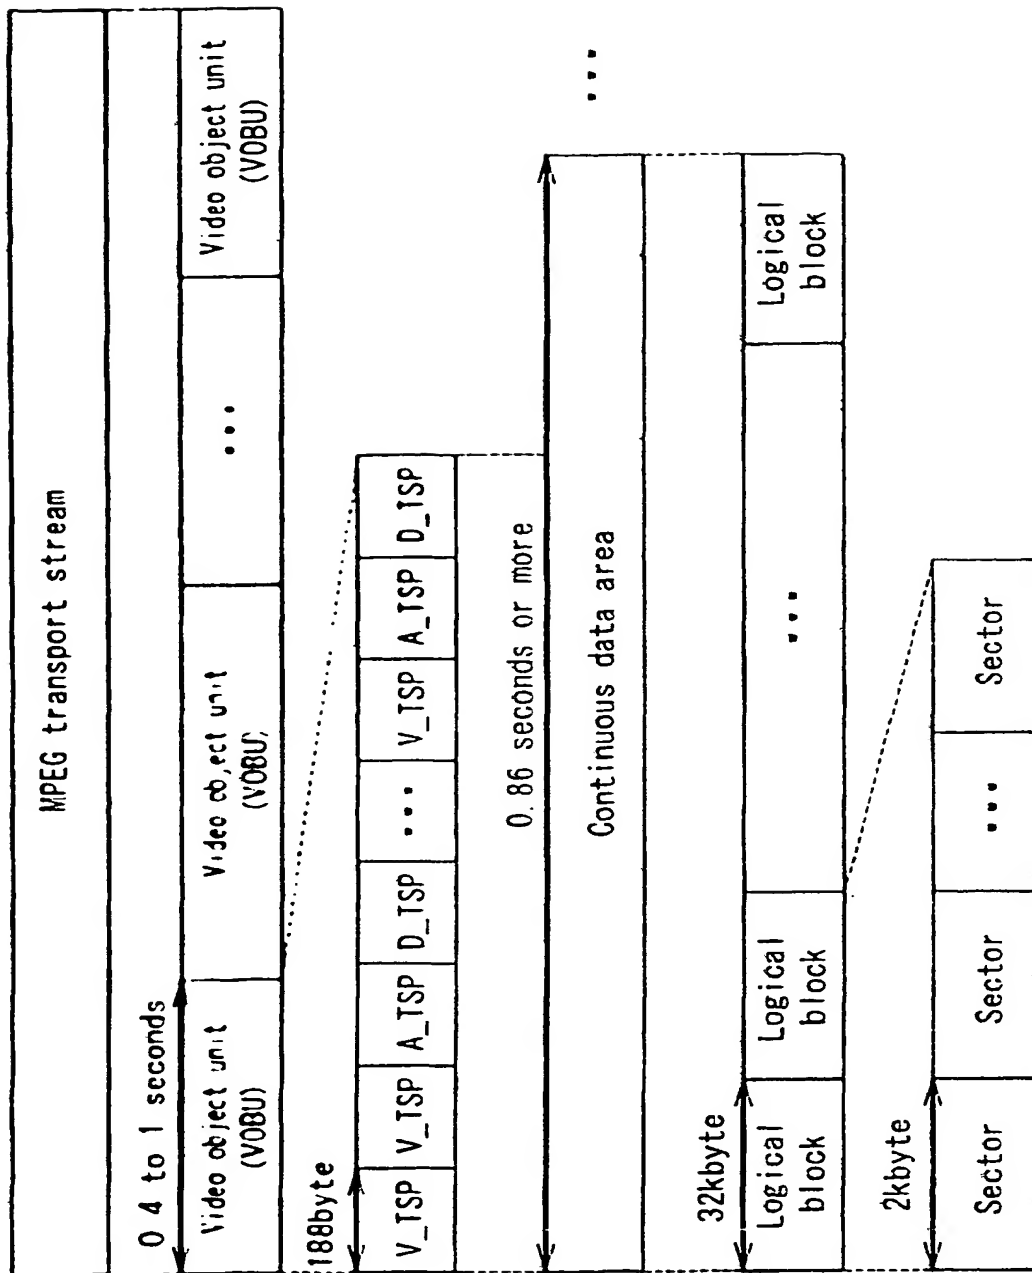 MPEG transport stream
0 4 to 1 seconds
Video object unit
(VOBU)
Video object unit
(VOBU)
...
Video object unit
(VOBU)
188byte
V_TSP
V_TSP
A_TSP
D_TSP
...
V_TSP
A_TSP
D_TSP
0.86 seconds or more
...
Continuous data area
32kbyte
Logical
block
Logical
block
...
Logical
block
2kbyte
Sector
Sector
...
Sector